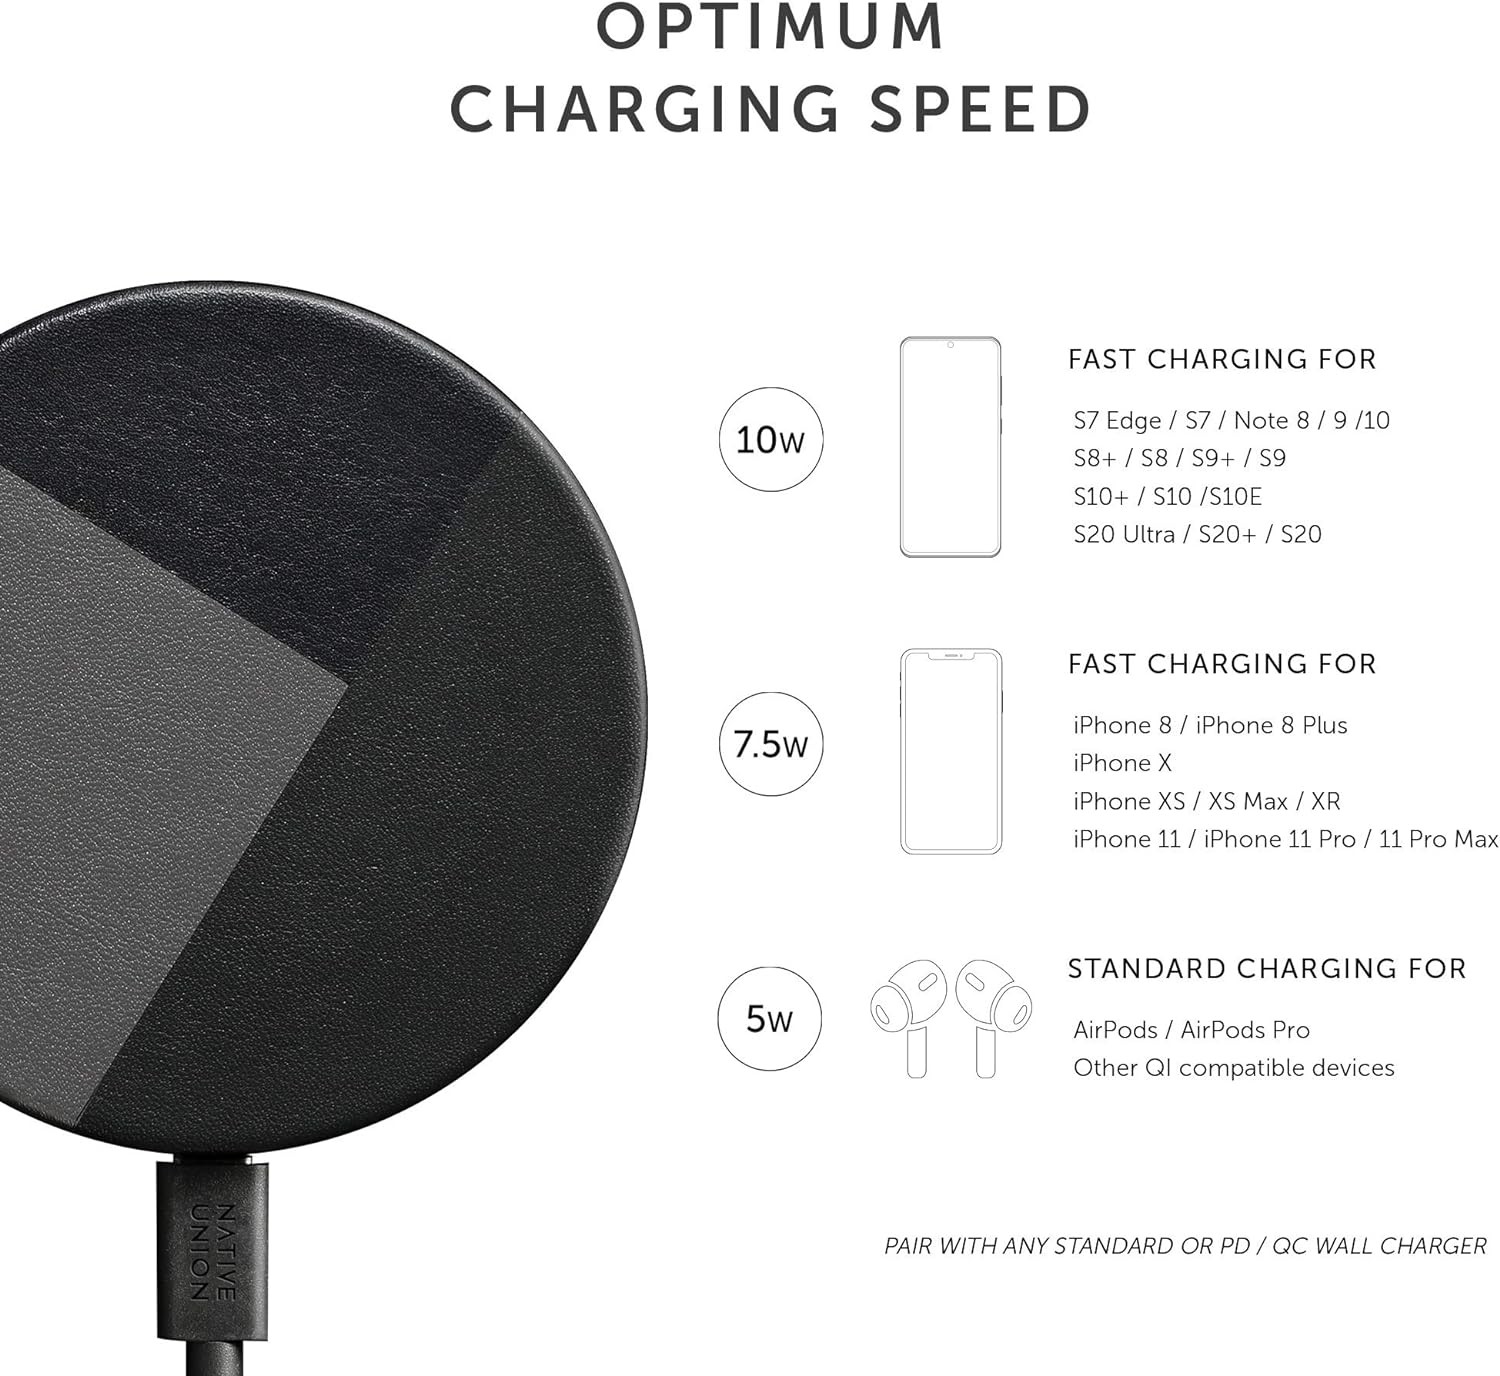 OPTIMUM
CHARGING SPEED
10W
FAST CHARGING FOR
S7 Edge / S7 / Note 8 / 9 /10
S8+ / S8 / S9+ / S9
S10+ / S10 /S10E
S20 Ultra / S20+ / S20
7.5W
FAST CHARGING FOR
iPhone 8 / iPhone 8 Plus
iPhone X
iPhone XS / XS Max / XR
iPhone 11 / iPhone 11 Pro / 11 Pro Max
5W
STANDARD CHARGING FOR
AirPods / AirPods Pro
Other QI compatible devices
NATIVE
UNION
PAIR WITH ANY STANDARD OR PD / QC WALL CHARGER